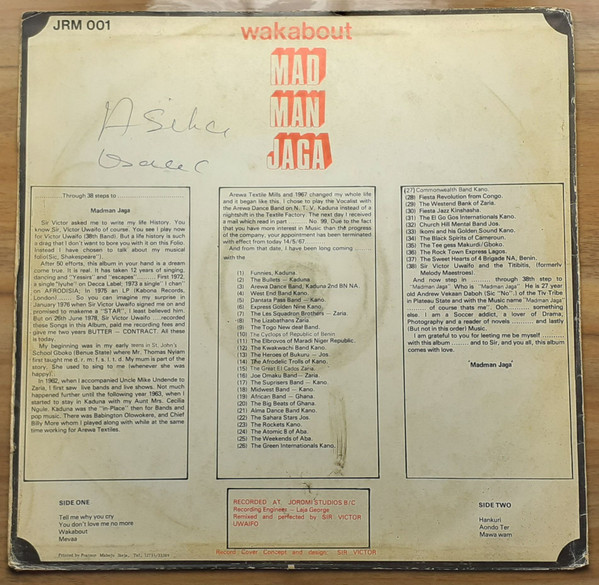 JRM 001
wakabout
MAD
MAN
JAGA
Through 38 steps to
Madman Jaga
Sir Victor asked me to write my life History. You
know Sir, Victor Uwaifo of course. You see I play now
for Victor Uwaifo (38th Band). But a life history is such
a drag that I don't want to bore you with it on this Folio.
Instead I have chosen to talk about my musical
folio(Sic, Shakespeare").
After 60 efforts, this album in your hand is a dream
come true. It is real. It has taken 12 years of singing,
dancing and "yessirs" ...... "escapes" ......... First 1972,
a single "Iyuhe" on Decca Label; 1973 a single" I chan"
on AFRODISIA; In 1975 an LP (Kabona Records,
London) ...... So you can imagine my surprise in
January 1976 when Sir Victor Uwaifo signed me on and
promised to make me a "STAR", I least believed him,
But on 26th June 1978, Sir Victor Uwaifo ...... recorded
these Songs in this Album, paid me recording fees and
gave me two years BUTTER – CONTRACT. All these
is today.
My beginning was in my early teens in St. John's
School Gboko (Benue State) where Mr. Thomas Nyiam
first taught me d. r. m. f. s. l. t. d. My mum is part of the
story. She used to sing to me (whenever she was
happy)
In 1962, when I accompanied Uncle Mike Undende to
Zaria, I first saw live bands and live shows. Not much
happened further until the following year 1963, when I
started to stay in Kaduna with my Aunt Mrs. Cecilia
Ngule. Kaduna was the "in-Place" then for Bands and
pop music. There was Babington Olowokere, and Chief
Billy More whom I played along with while at the same
time working for Arewa Textiles.
Arewa Textile Mills and 1967 changed my whole life
and it began like this. I chose to play the Vocalist with
the Arewa Dance Band on N. T. V. Kaduna instead of a
nightshift in the Textile Factory. The next day I received
a mail which read in part ............ No. 99, Due to the fact
that you have more interest in Music than the progress
of the company, your appointment has been terminated
with effect from today 14/5/67.
And from that date, I have been long coming
with the
(1) Funnies, Kaduna.
(2) The Bullets — Kaduna.
(3) Arewa Dance Band, Kaduna 2nd BN NA.
(4) West End Band Kano.
(5) Dantata Pass Band — Kano.
(6) Express Golden Nine Kano.
(7) The Les Squadron Brothers — Zaria.
(8) The Lizabathans Zaria.
(9) The Togo New deal Band.
(10) The Cyclops of Republic of Benin.
(11) The Elbrovos of Maradi Niger Republic.
(12) The Kwakwachi Band Kano.
(13) The Heroes of Bukuru — Jos
(14) The Afrodelic Trolls of Kano.
(15) The Great El Cados Zaria.
(16) Joe Omaku Band — Zaria.
(17) The Suprisers Band — Kano.
(18) Midwest Band — Kano.
(19) African Band — Ghana.
(20) The Big Beats of Ghana.
(21) Alma Dance Band Kano.
(22) The Sahara Stars Jos.
(23) The Rockets Kano.
(24) The Atomic 8 of Aba.
(25) The Weekends of Aba.
(26) The Green Internationals Kano.
(27) Commonwealth Band Kano.
(28) Fiesta Revolution from Congo.
(29) The Westend Bank of Zaria.
(30) Fiesta Jazz Kinshasha.
(31) The El Go Gos Internationals Kano.
(32) Church Hill Mental Band Jos.
(33) Ikomi and his Golden Sound Kano.
(34) The Black Spirits of Cameroun.
(35) The Tee gess Makurdi/Gboko.
(36) The Rock Town Express Lagos.
(37) The Sweet Hearts of 4 Brigade NA, Benin.
(38) Sir Victor Uwaifo and the Titibitis, (formerly
Melody Maestroes)
And now step in ............ through 38th step to
"Madman Jaga" Who is "Madman Jaga". He is 27 year
old Andrew Vekaan Daboh (Sic "No".) of the Tiv-Tribe
in Plateau State and with the Music name "Madman Jaga"
of course thats me". Ooh. ............ something
else. I am a Soccer addict, a lover of Drama,
Photography and a reader of novels ............ and lastly
(But not in this order) Music.
I am grateful to you for letting me be myself
with this album ........ and to Sir, and you all, this album
comes with love.
'Madman Jaga'
SIDE ONE
Tell me why you cry
You don't love me no more
Wakabout
Mevaa
RECORDED AT, JORDMI STUDIOS B/C
Recording Engineer — Laja George
Remixed and perfected by SIR VICTOR
UWAIFO
SIDE TWO
Hankuri
Aondo Ter
Mawa wam
Record Cover Concept and design; SIR VICTOR